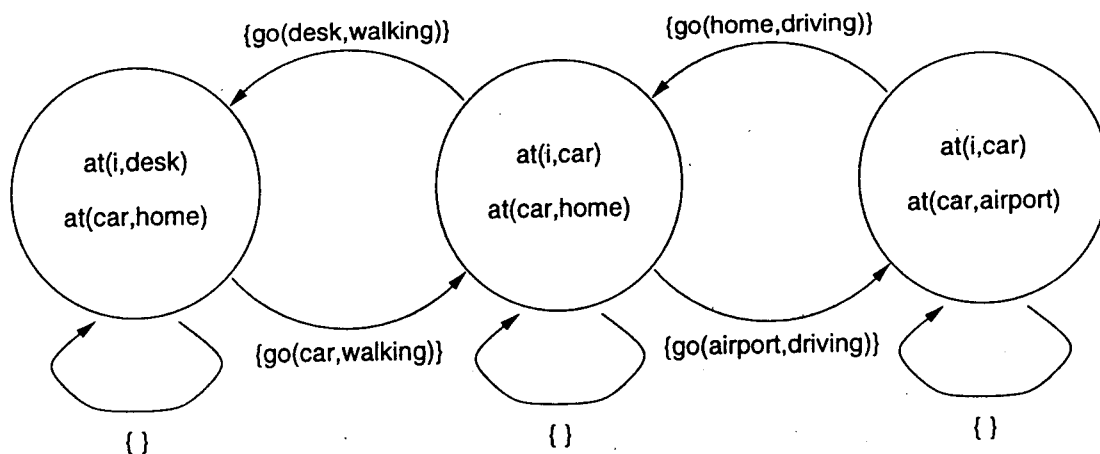 {go(desk,walking)}
{go(home,driving)}
at(i,desk)
at(car,home)
at(i,car)
at(car,home)
at(i,car)
at(car,airport)
{go(car,walking)}
{go(airport,driving)}
{ }
{ }
{ }